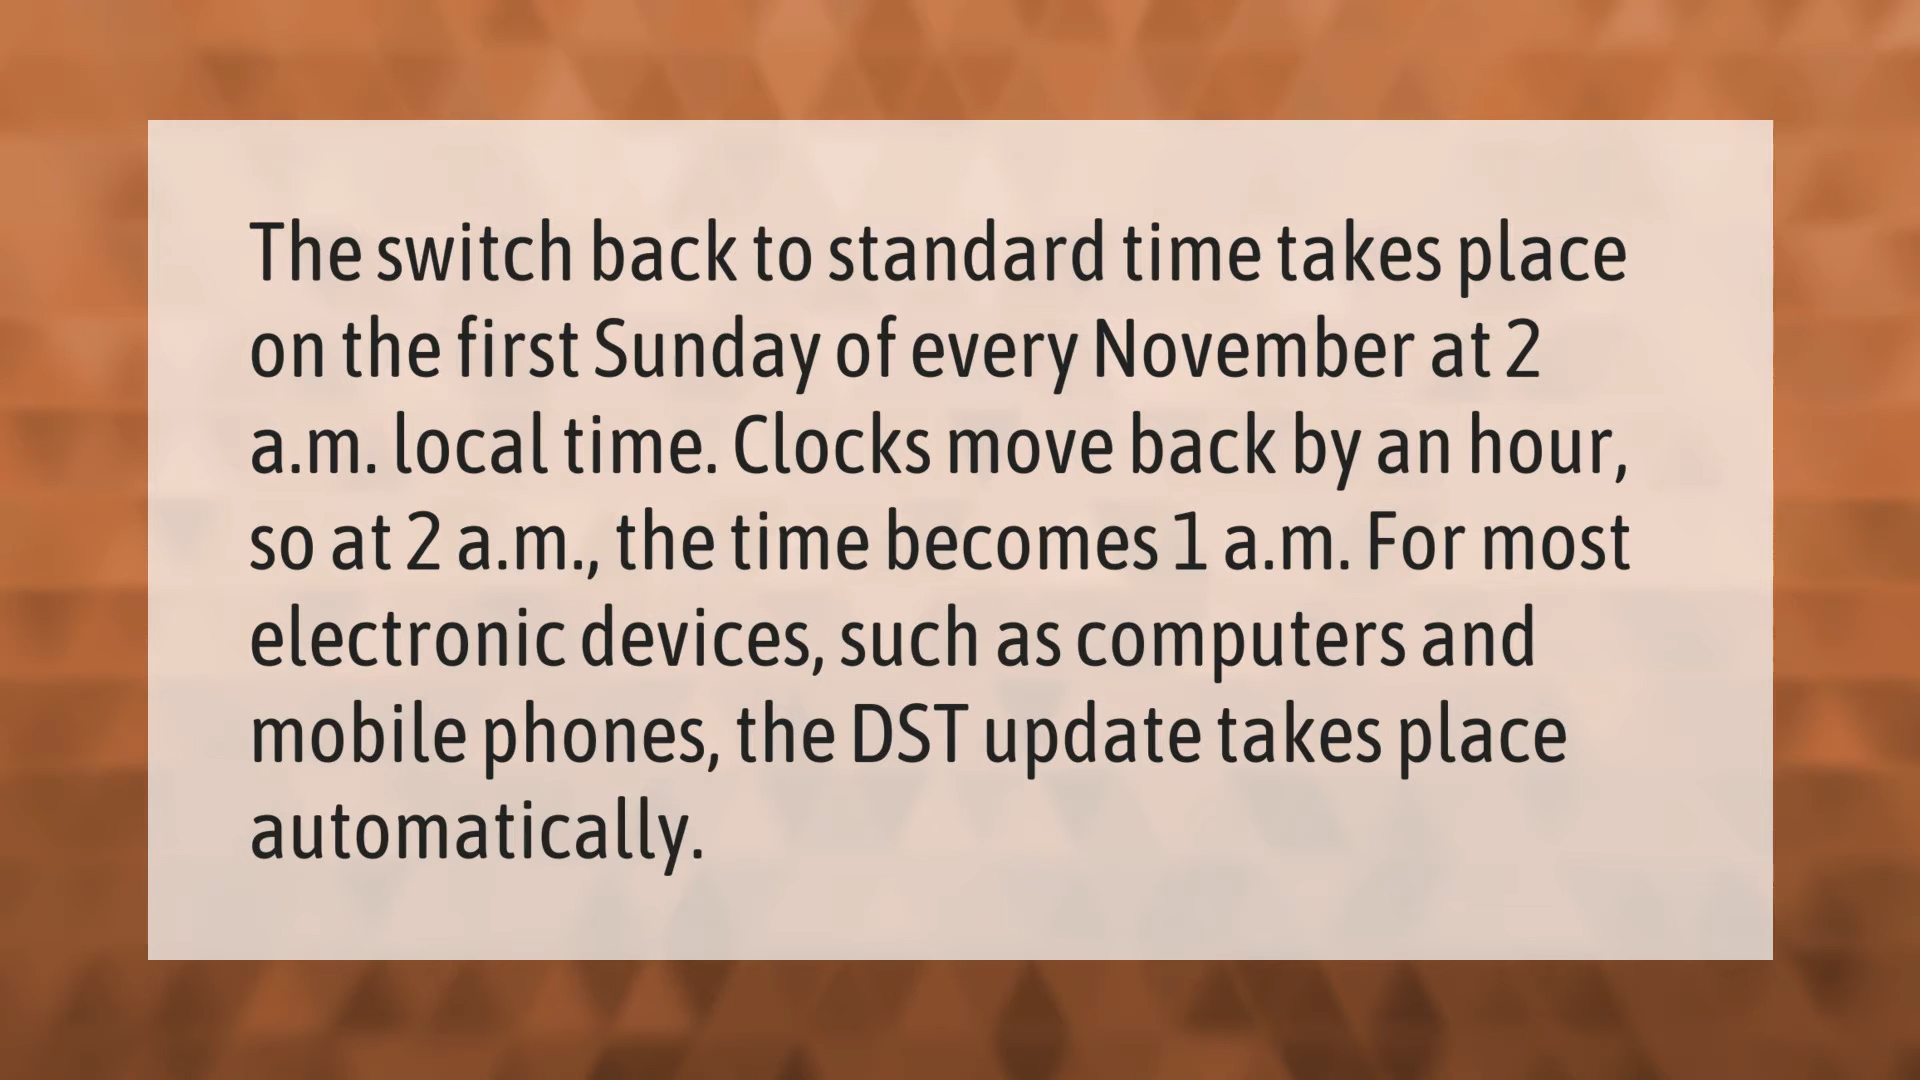 The switch back to standard time takes place
on the first Sunday of every November at 2
a.m. local time. Clocks move back by an hour,
so at 2 a.m., the time becomes 1 a.m. For most
electronic devices, such as computers and
mobile phones, the DST update takes place
automatically.